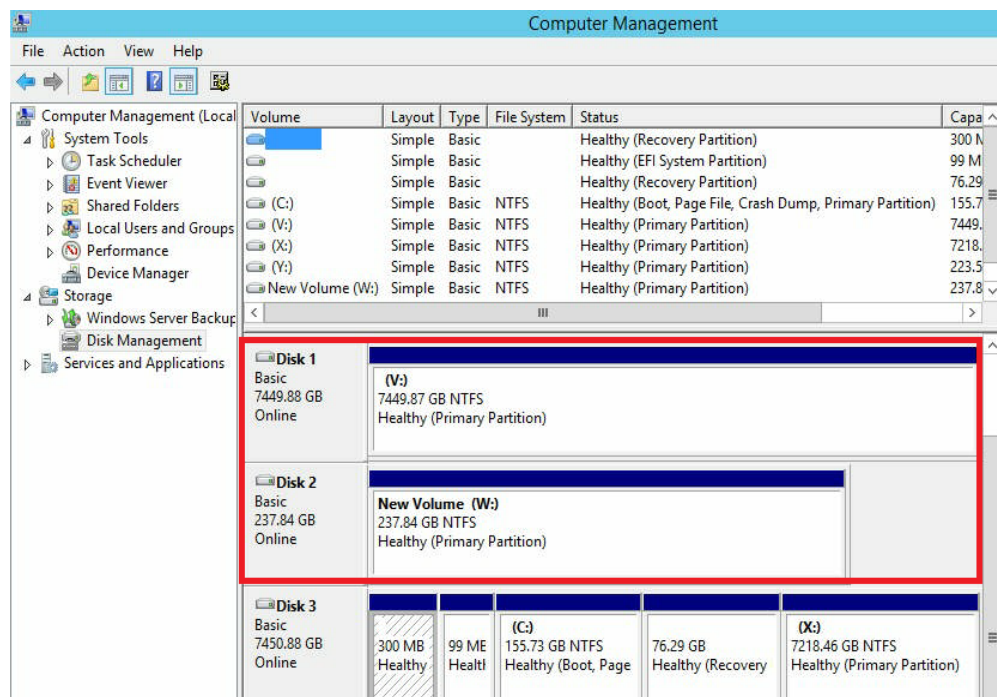 Computer Management
File Action View Help
Computer Management (Local
System Tools
Task Scheduler
Event Viewer
Shared Folders
Local Users and Groups
Performance
Device Manager
Storage
Windows Server Backup
Disk Management
Services and Applications
Volume Layout Type File System Status Capa
Simple Basic Healthy (Recovery Partition) 300 M
Simple Basic Healthy (EFI System Partition) 99 M
Simple Basic Healthy (Recovery Partition) 76.29
(C:) Simple Basic NTFS Healthy (Boot, Page File, Crash Dump, Primary Partition) 155.7
(V:) Simple Basic NTFS Healthy (Primary Partition) 7449.
(X:) Simple Basic NTFS Healthy (Primary Partition) 7218.
(Y:) Simple Basic NTFS Healthy (Primary Partition) 223.5
New Volume (W:) Simple Basic NTFS Healthy (Primary Partition) 237.8
Disk 1
Basic
7449.88 GB
Online
(V:)
7449.87 GB NTFS
Healthy (Primary Partition)
Disk 2
Basic
237.84 GB
Online
New Volume (W:)
237.84 GB NTFS
Healthy (Primary Partition)
Disk 3
Basic
7450.88 GB
Online
300 MB
Healthy
99 MB
Healtl
(C:)
155.73 GB NTFS
Healthy (Boot, Page
76.29 GB
Healthy (Recovery
(X:)
7218.46 GB NTFS
Healthy (Primary Partition)